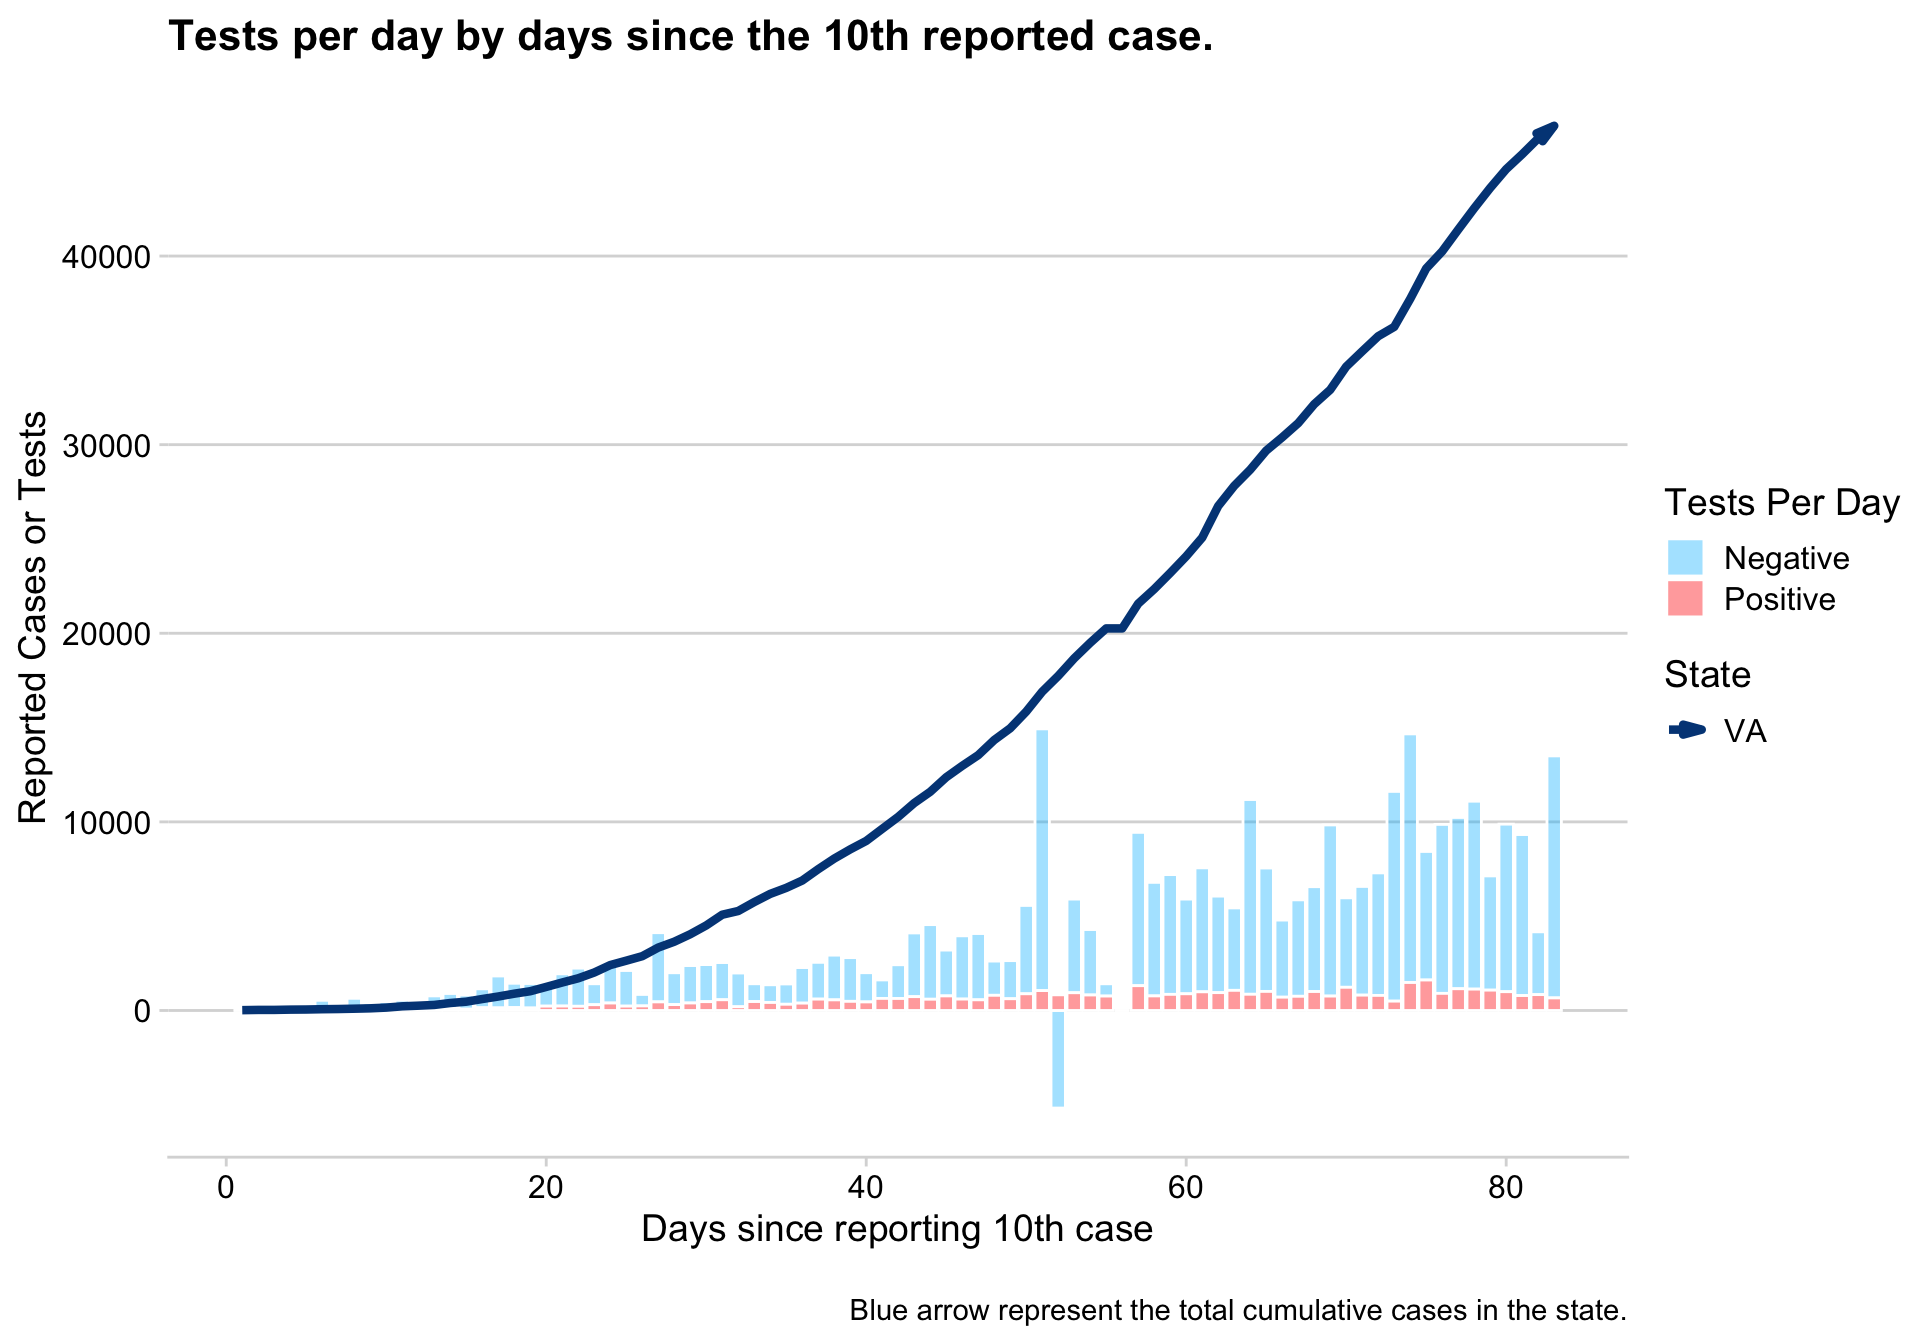 Tests per day by days since the 10th reported case.
Reported Cases or Tests
40000
30000
20000
10000
0
0
20
40
60
80
Days since reporting 10th case
Tests Per Day
Negative
Positive
State
VA
Blue arrow represent the total cumulative cases in the state.